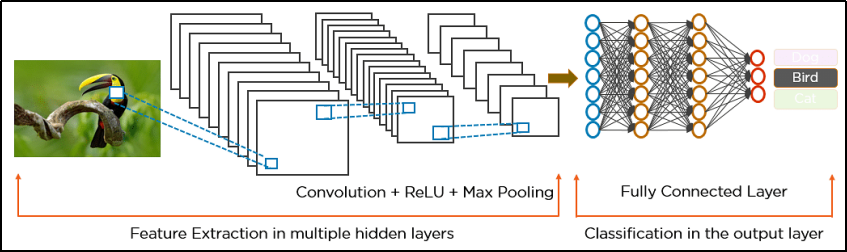 Dog
Bird
Cat
Convolution + ReLU + Max Pooling
Fully Connected Layer
Feature Extraction in multiple hidden layers
Classification in the output layer